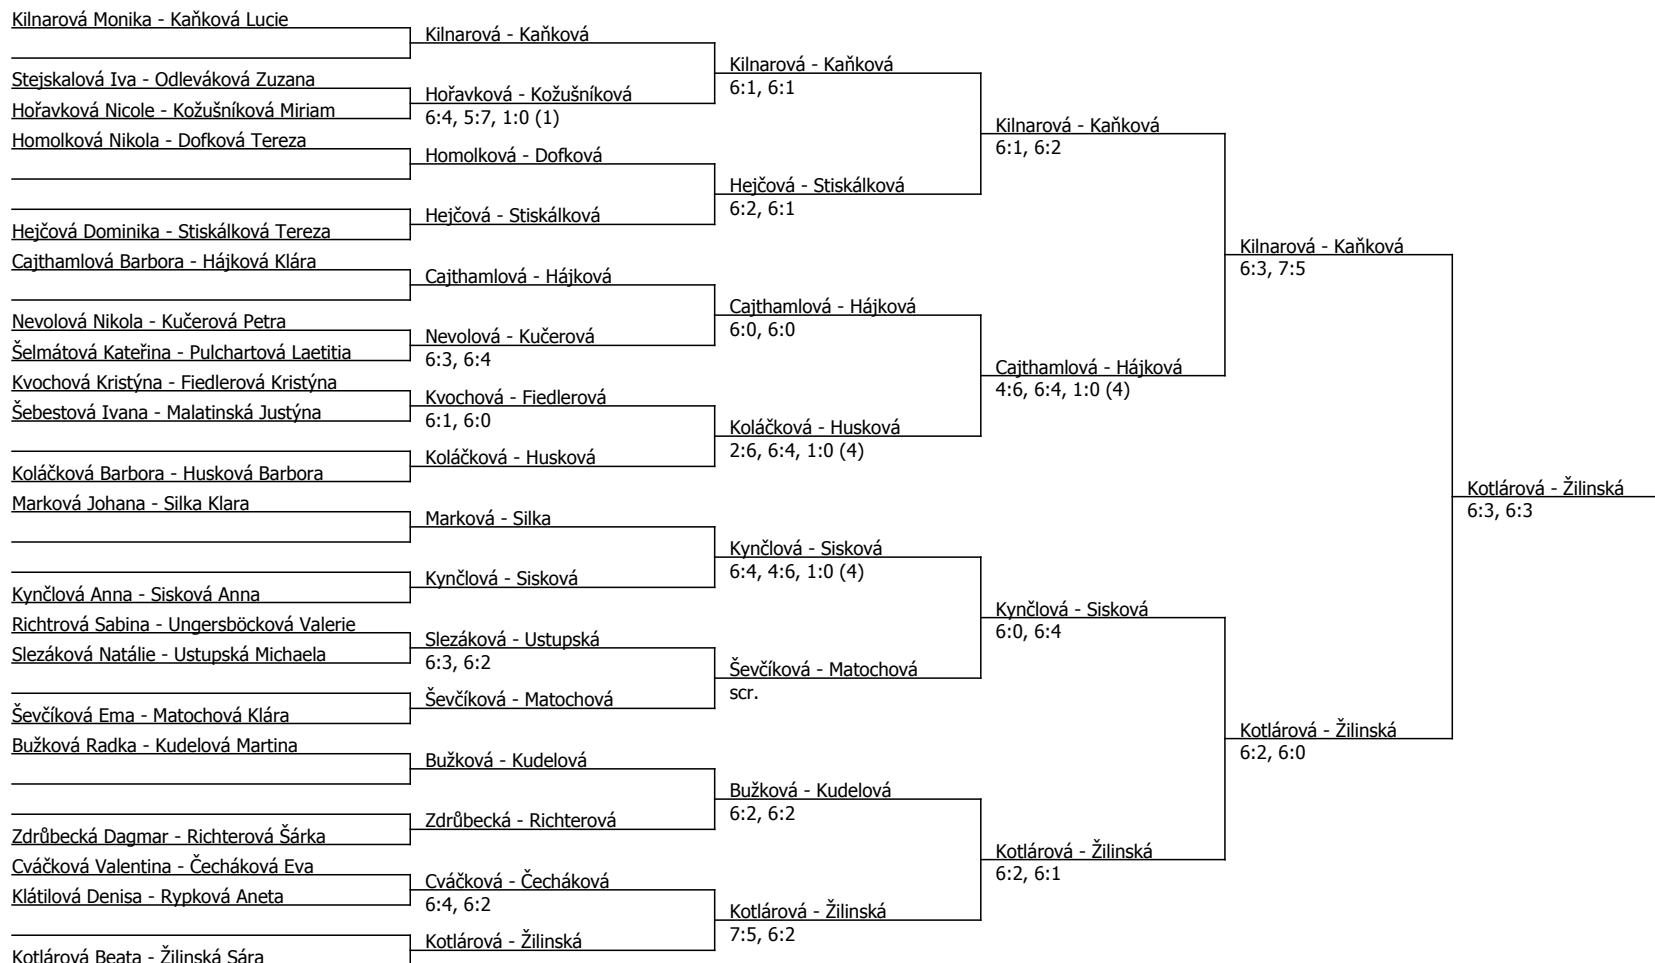 Kilnarová Monika - Kaňková Lucie
Stejskalová Iva - Odleváková Zuzana
Hořavková Nicole - Kožušníková Miriam
Homolková Nikola - Dofková Tereza
Hejčová Dominika - Stiskálková Tereza
Cajthamlová Barbora - Hájková Klára
Nevolová Nikola - Kučerová Petra
Šelmátová Kateřina - Pulchartová Laetitia
Kvochová Kristýna - Fiedlerová Kristýna
Šebestová Ivana - Malatinská Justýna
Koláčková Barbora - Husková Barbora
Marková Johana - Silka Klara
Kynčlová Anna - Sisková Anna
Richtrová Sabina - Ungersböcková Valerie
Slezáková Natálie - Ustupská Michaela
Ševčíková Ema - Matochová Klára
Bužková Radka - Kudelová Martina
Zdrůbecká Dagmar - Richterová Šárka
Cváčková Valentina - Čecháková Eva
Klátilová Denisa - Rypková Aneta
Kotlárová Beata - Žilinská Sára
Kilnarová - Kaňková
Hořavková - Kožušníková
6:4, 5:7, 1:0 (1)
Homolková - Dofková
Hejčová - Stiskálková
Cajthamlová - Hájková
Nevolová - Kučerová
6:3, 6:4
Kvochová - Fiedlerová
6:1, 6:0
Koláčková - Husková
Marková - Silka
Kynčlová - Sisková
Slezáková - Ustupská
6:3, 6:2
Ševčíková - Matochová
Bužková - Kudelová
Zdrůbecká - Richterová
Cváčková - Čecháková
6:4, 6:2
Kotlárová - Žilinská
Kilnarová - Kaňková
6:1, 6:1
Hejčová - Stiskálková
6:2, 6:1
Cajthamlová - Hájková
6:0, 6:0
Koláčková - Husková
2:6, 6:4, 1:0 (4)
Kynčlová - Sisková
6:4, 4:6, 1:0 (4)
Ševčíková - Matochová
scr.
Bužková - Kudelová
6:2, 6:2
Kotlárová - Žilinská
7:5, 6:2
Kilnarová - Kaňková
6:1, 6:2
Cajthamlová - Hájková
4:6, 6:4, 1:0 (4)
Kynčlová - Sisková
6:0, 6:4
Kotlárová - Žilinská
6:2, 6:1
Kilnarová - Kaňková
6:3, 7:5
Kotlárová - Žilinská
6:2, 6:0
Kotlárová - Žilinská
6:3, 6:3